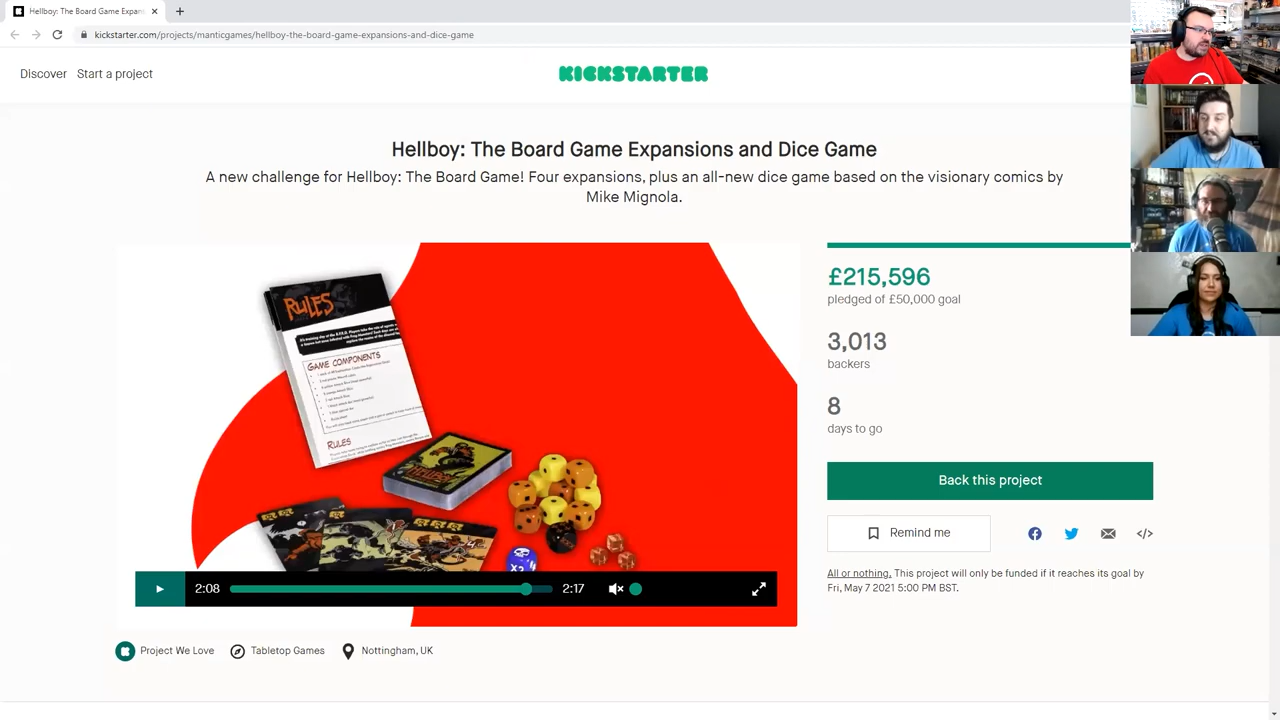 Hellboy: The Board Game Expans
kickstarter.com/projects/manticgames/hellboy-the-board-game-expansions-and-dice-game
Discover
Start a project
KICKSTARTER
Hellboy: The Board Game Expansions and Dice Game
A new challenge for Hellboy: The Board Game! Four expansions, plus an all-new dice game based on the visionary comics by
Mike Mignola.
RULES
GAME COMPONENTS
RULES
X2
2:08
2:17
£215,596
pledged of £50,000 goal
3,013
backers
8
days to go
Back this project
Remind me
All or nothing. This project will only be funded if it reaches its goal by
Fri, May 7 2021 5:00 PM BST.
Project We Love
Tabletop Games
Nottingham, UK